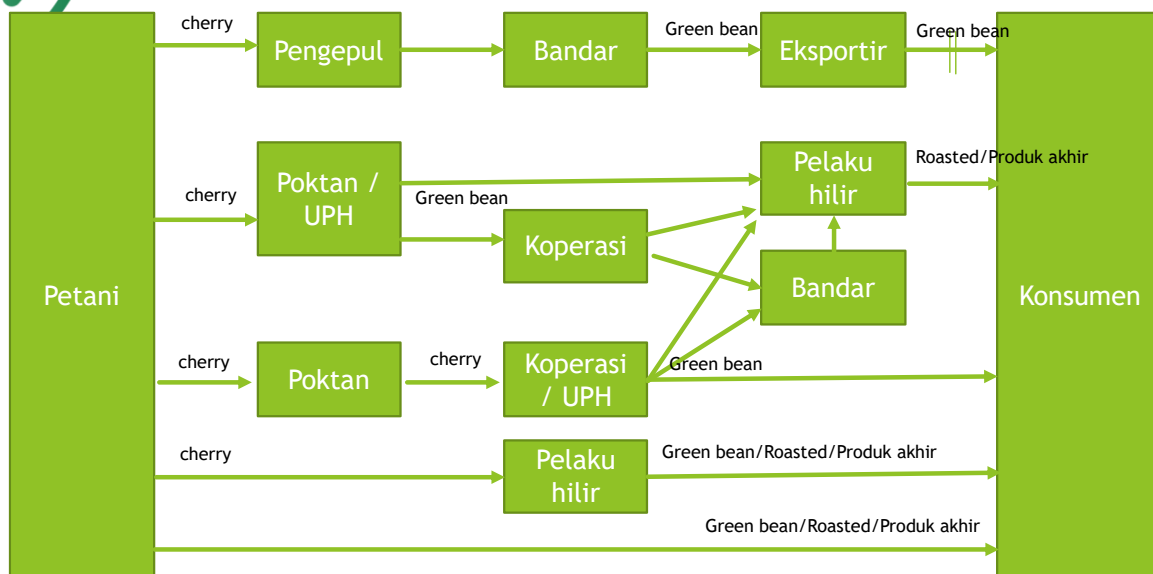 cherry
Green bean
Green bean
Pengepul
Bandar
Eksportir
Roasted/Produk akhir
Pelaku
hilir
cherry
Poktan /
UPH
Green bean
Koperasi
Petani
Bandar
Konsumen
cherry
cherry
Poktan
Koperasi
/ UPH
Green bean
cherry
Pelaku
hilir
Green bean/Roasted/Produk akhir
Green bean/Roasted/Produk akhir